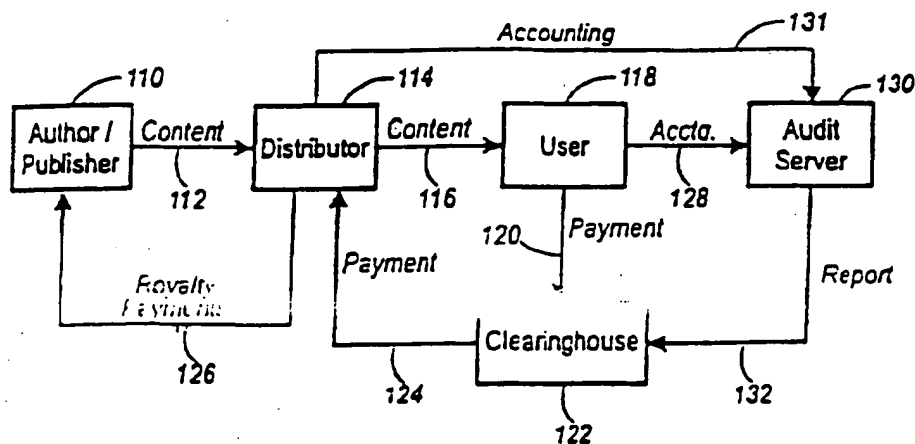 Accounting
131
110
114
118
130
Author /
Publisher
Content
112
Distributor
Content
116
User
Accta.
128
Audit
Server
120
Payment
Payment
Report
Royalty
126
Clearinghouse
124
122
132